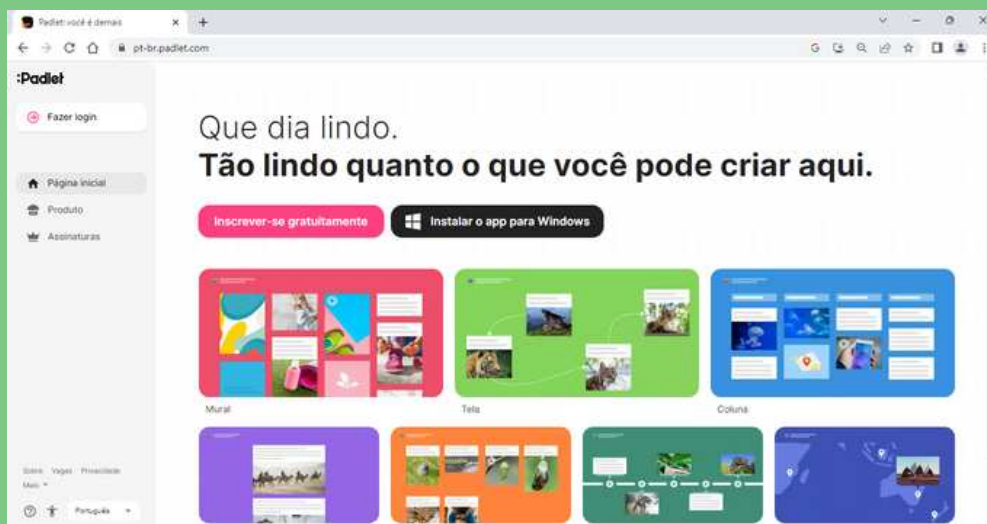 Padlet: você é demais
pt-br.padlet.com
:Padlet
Fazer login
Página inicial
Produto
Assinaturas
Que dia lindo.
Tão lindo quanto o que você pode criar aqui.
Inscrever-se gratuitamente
Instalar o app para Windows
Mural
Tela
Coluna
Sobre Vagas Privacidade
Mais
Português